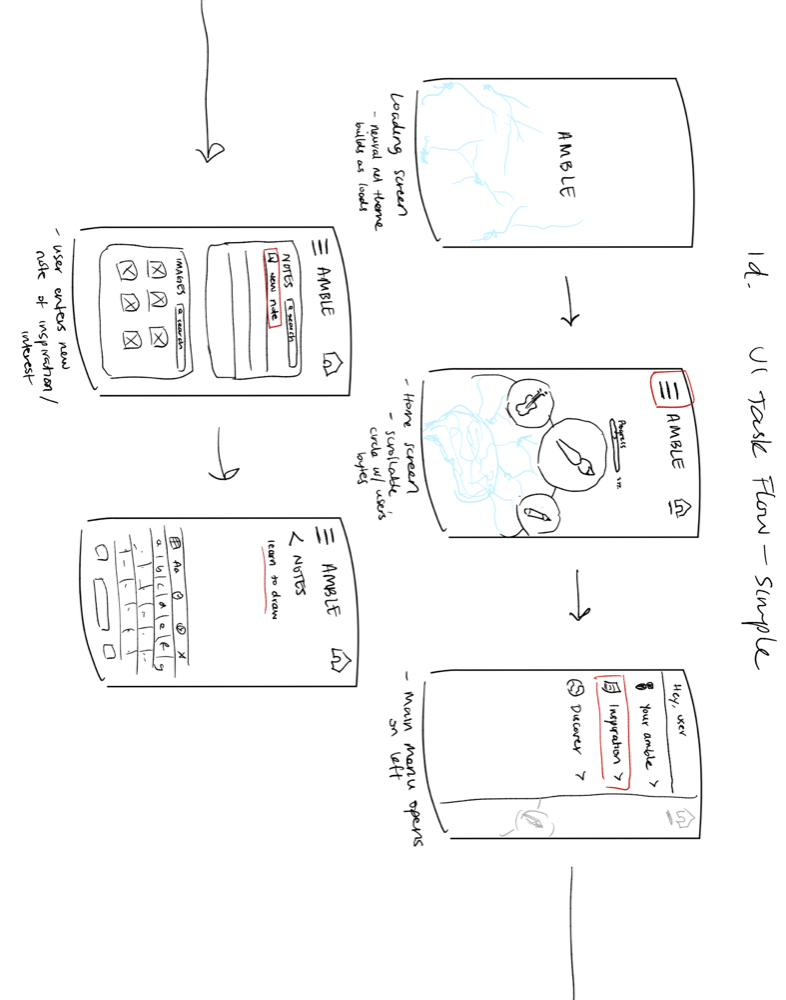 1d. UI Task Flow – Simple
AMBLE
Loading screen
- neural net theme
builds as loads
AMBLE
Progress
- Home screen
- scrollable
circle w/ users'
bytes
Hey, user
Your amble >
Inspiration >
Discover >
- Main menu opens
on left
AMBLE
NOTES
search
new note
IMAGES
search
- user enters new
note of inspiration/
interest
AMBLE
< NOTES
learn to draw
Aa
a b c d e f g